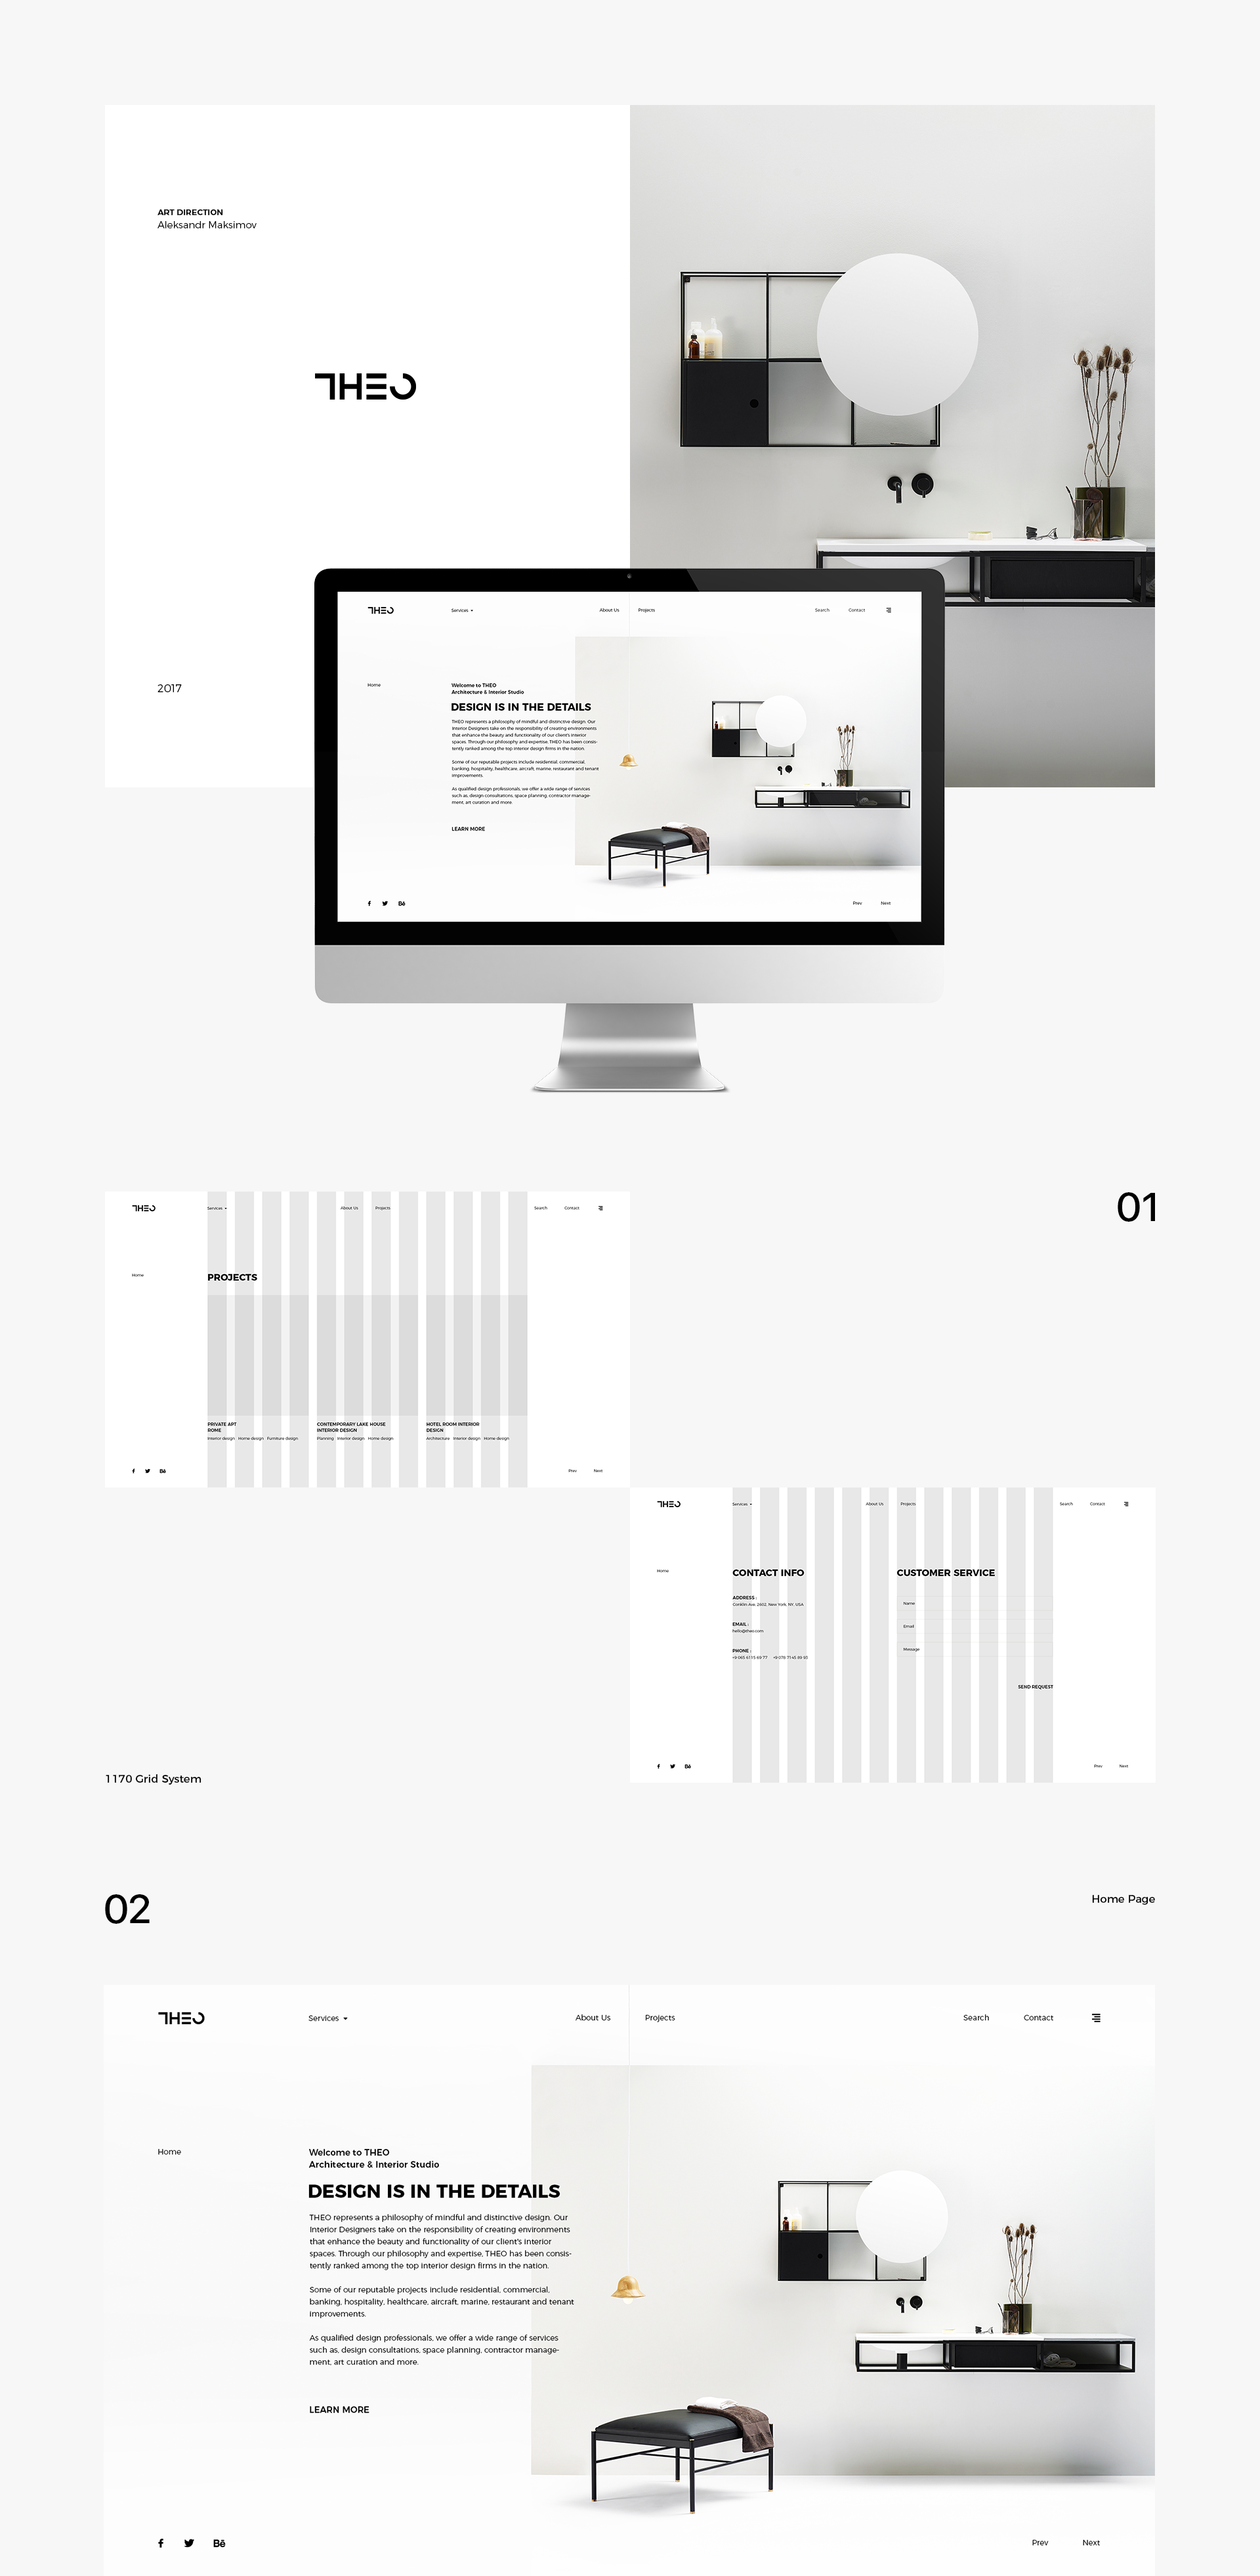 ART DIRECTION
Aleksandr Maksimov
THEO
2017
THEO Services About Us Projects Search Contact
Home
Welcome to THEO
Architecture & Interior Studio
DESIGN IS IN THE DETAILS
THEO represents a philosophy of mindful and distinctive design. Our
Interior Designers take on the responsibility of creating environments
that enhance the beauty and functionality of our client's interior
spaces. Through our philosophy and expertise, THEO has been consis-
tently ranked among the top interior design firms in the nation.
Some of our reputable projects include residential, commercial,
banking, hospitality, healthcare, aircraft, marine, restaurant and tenant
improvements.
As qualified design professionals, we offer a wide range of services
such as, design consultations, space planning, contractor manage-
ment, art curation and more.
LEARN MORE
f Bē Prev Next
01
THEO Services About Us Projects Search Contact
Home
PROJECTS
PRIVATE APT
ROME
Interior design Home design Furniture design
CONTEMPORARY LAKE HOUSE
INTERIOR DESIGN
Planning Interior design Home design
HOTEL ROOM INTERIOR
DESIGN
Architecture Interior design Home design
f Bē Prev Next
THEO Services About Us Projects Search Contact
Home
CONTACT INFO
ADDRESS :
Conklin Ave, 2602, New York, NY, USA
EMAIL :
hello@theo.com
PHONE :
CUSTOMER SERVICE
Name
Email
Message
SEND REQUEST
f Bē Prev Next
1170 Grid System
02
Home Page
THEO Services About Us Projects Search Contact
Home
Welcome to THEO
Architecture & Interior Studio
DESIGN IS IN THE DETAILS
THEO represents a philosophy of mindful and distinctive design. Our
Interior Designers take on the responsibility of creating environments
that enhance the beauty and functionality of our client's interior
spaces. Through our philosophy and expertise, THEO has been consis-
tently ranked among the top interior design firms in the nation.
Some of our reputable projects include residential, commercial,
banking, hospitality, healthcare, aircraft, marine, restaurant and tenant
improvements.
As qualified design professionals, we offer a wide range of services
such as, design consultations, space planning, contractor manage-
ment, art curation and more.
LEARN MORE
f Bē Prev Next